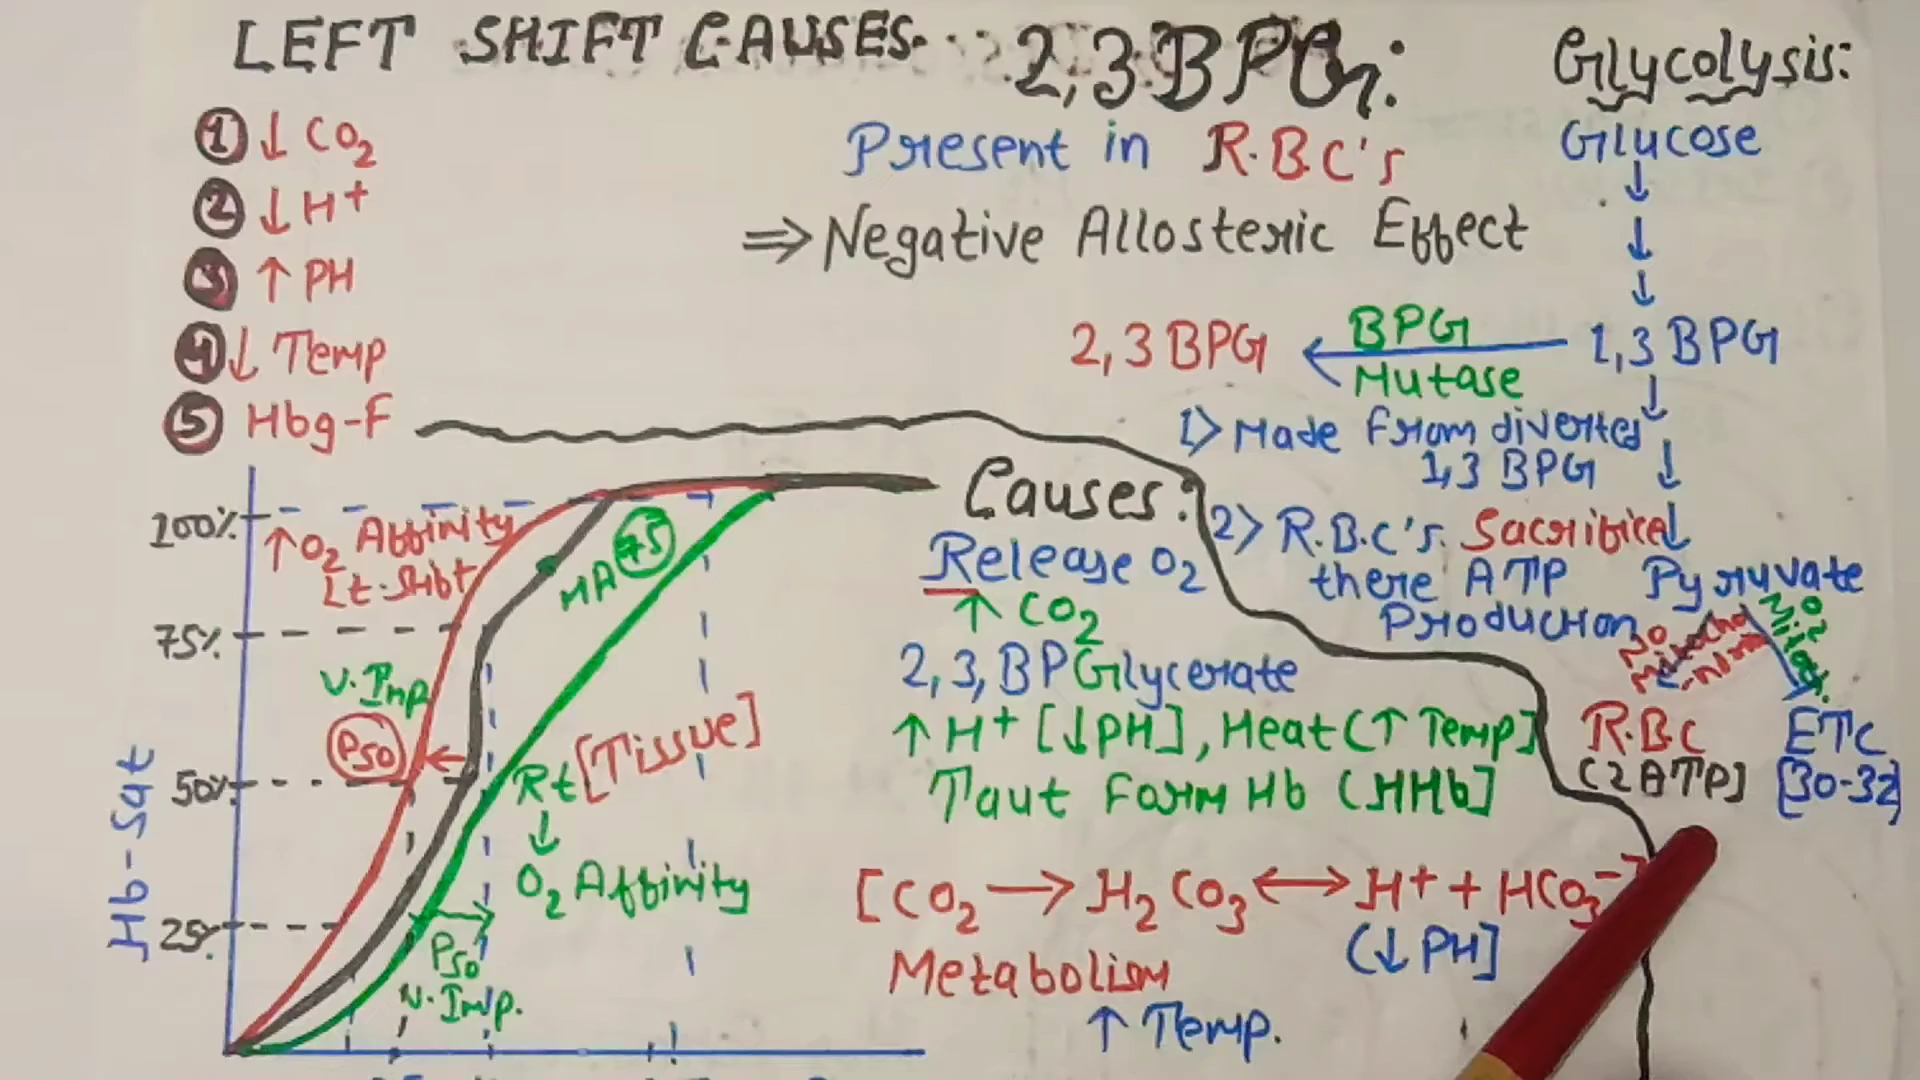 LEFT SHIFT CAUSES
① ↓ CO2
② ↓ H+
③ ↑ PH
④ ↓ Temp
⑤ Hbg-F
2,3 BPG:
Present in R.B.C's
⇒ Negative Allosteric Effect
Glycolysis:
Glucose
1,3 BPG
BPG
Mutase
2,3 BPG
1> Made From diverted
1,3 BPG
2> R.B.C's. Sacrifical
there ATP
Production
Pyruvate
No
O2
R.B.C
(2 ATP]
ETC
[30-32]
Hb-Sat
100%
75%
50%
25%
↑O2 Affinity
Lt-Shift
MA
75
V.Imp
P50
Rt [Tissue]
↓
O2 Affinity
P50
V.Imp.
Causes:
Release O2
↑ CO2
2,3, BPGlycerate
↑ H+ [↓PH], Heat (↑ Temp]
Taut Form Hb (HHb]
[CO2 → H2CO3 ↔ H+ + HCO3-]
(↓ PH]
Metabolism
↑ Temp.